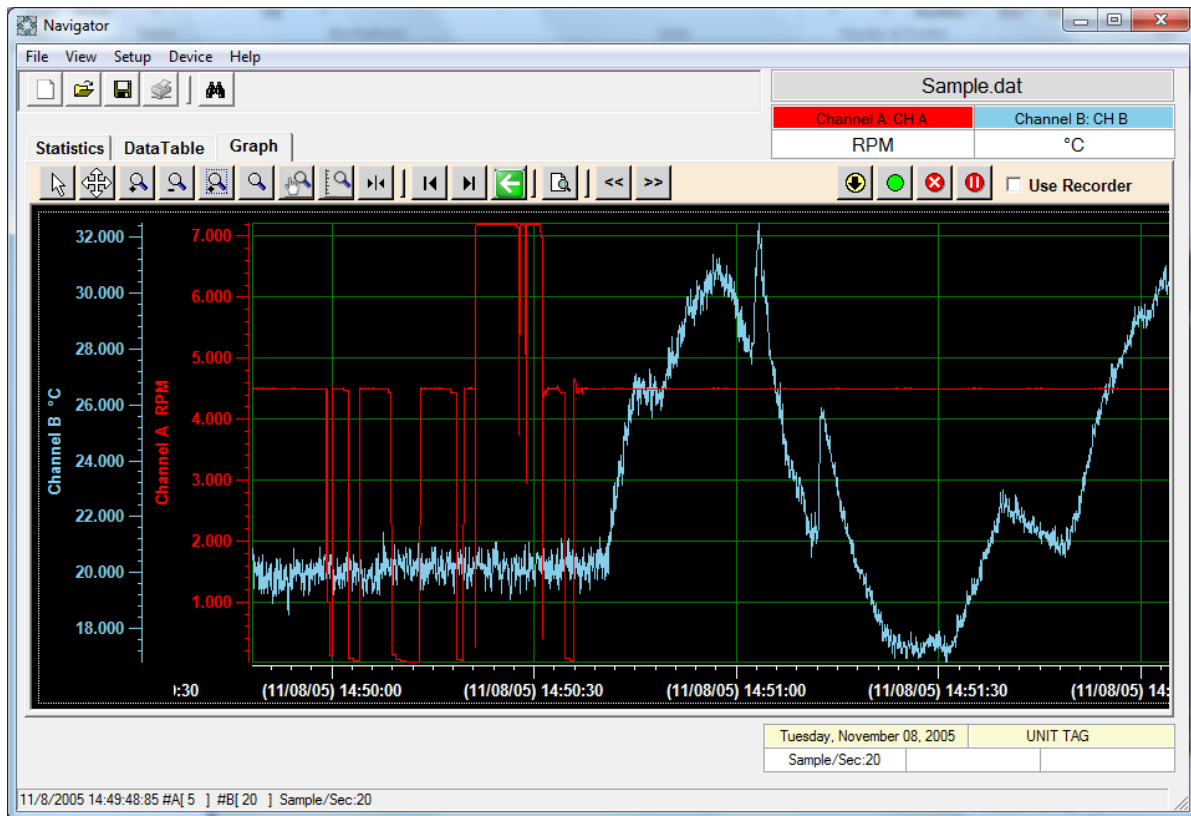 Navigator
File View Setup Device Help
Sample.dat
Channel A: CH A Channel B: CH B
RPM °C
Statistics DataTable Graph
<< >> Use Recorder
32.000 7.000
30.000 6.000
28.000 5.000
26.000 4.000
24.000 3.000
22.000 2.000
20.000 1.000
18.000
Channel B °C
Channel A RPM
):30 (11/08/05) 14:50:00 (11/08/05) 14:50:30 (11/08/05) 14:51:00 (11/08/05) 14:51:30 (11/08/05) 14:
Tuesday, November 08, 2005 UNIT TAG
Sample/Sec:20
11/8/2005 14:49:48:85 #A[ 5 ] #B[ 20 ] Sample/Sec:20